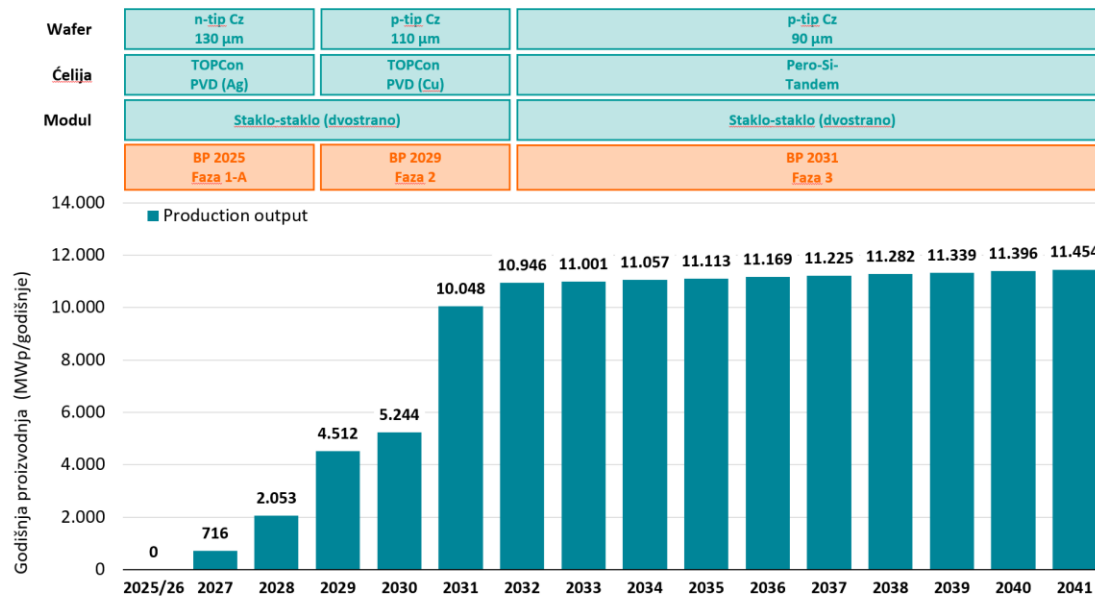 Wafer
n-tip Cz
130 µm
p-tip Cz
110 µm
p-tip Cz
90 µm
Ćelija
TOPCon
PVD (Ag)
TOPCon
PVD (Cu)
Pero-Si-
Tandem
Modul
Staklo-staklo (dvostrano)
Staklo-staklo (dvostrano)
BP 2025
Faza 1-A
BP 2029
Faza 2
BP 2031
Faza 3
Godišnja proizvodnja (MWp/godišnje)
14.000
12.000
10.000
8.000
6.000
4.000
2.000
0
Production output
0
716
2.053
4.512
5.244
10.048
10.946
11.001
11.057
11.113
11.169
11.225
11.282
11.339
11.396
11.454
2025/26 2027 2028 2029 2030 2031 2032 2033 2034 2035 2036 2037 2038 2039 2040 2041